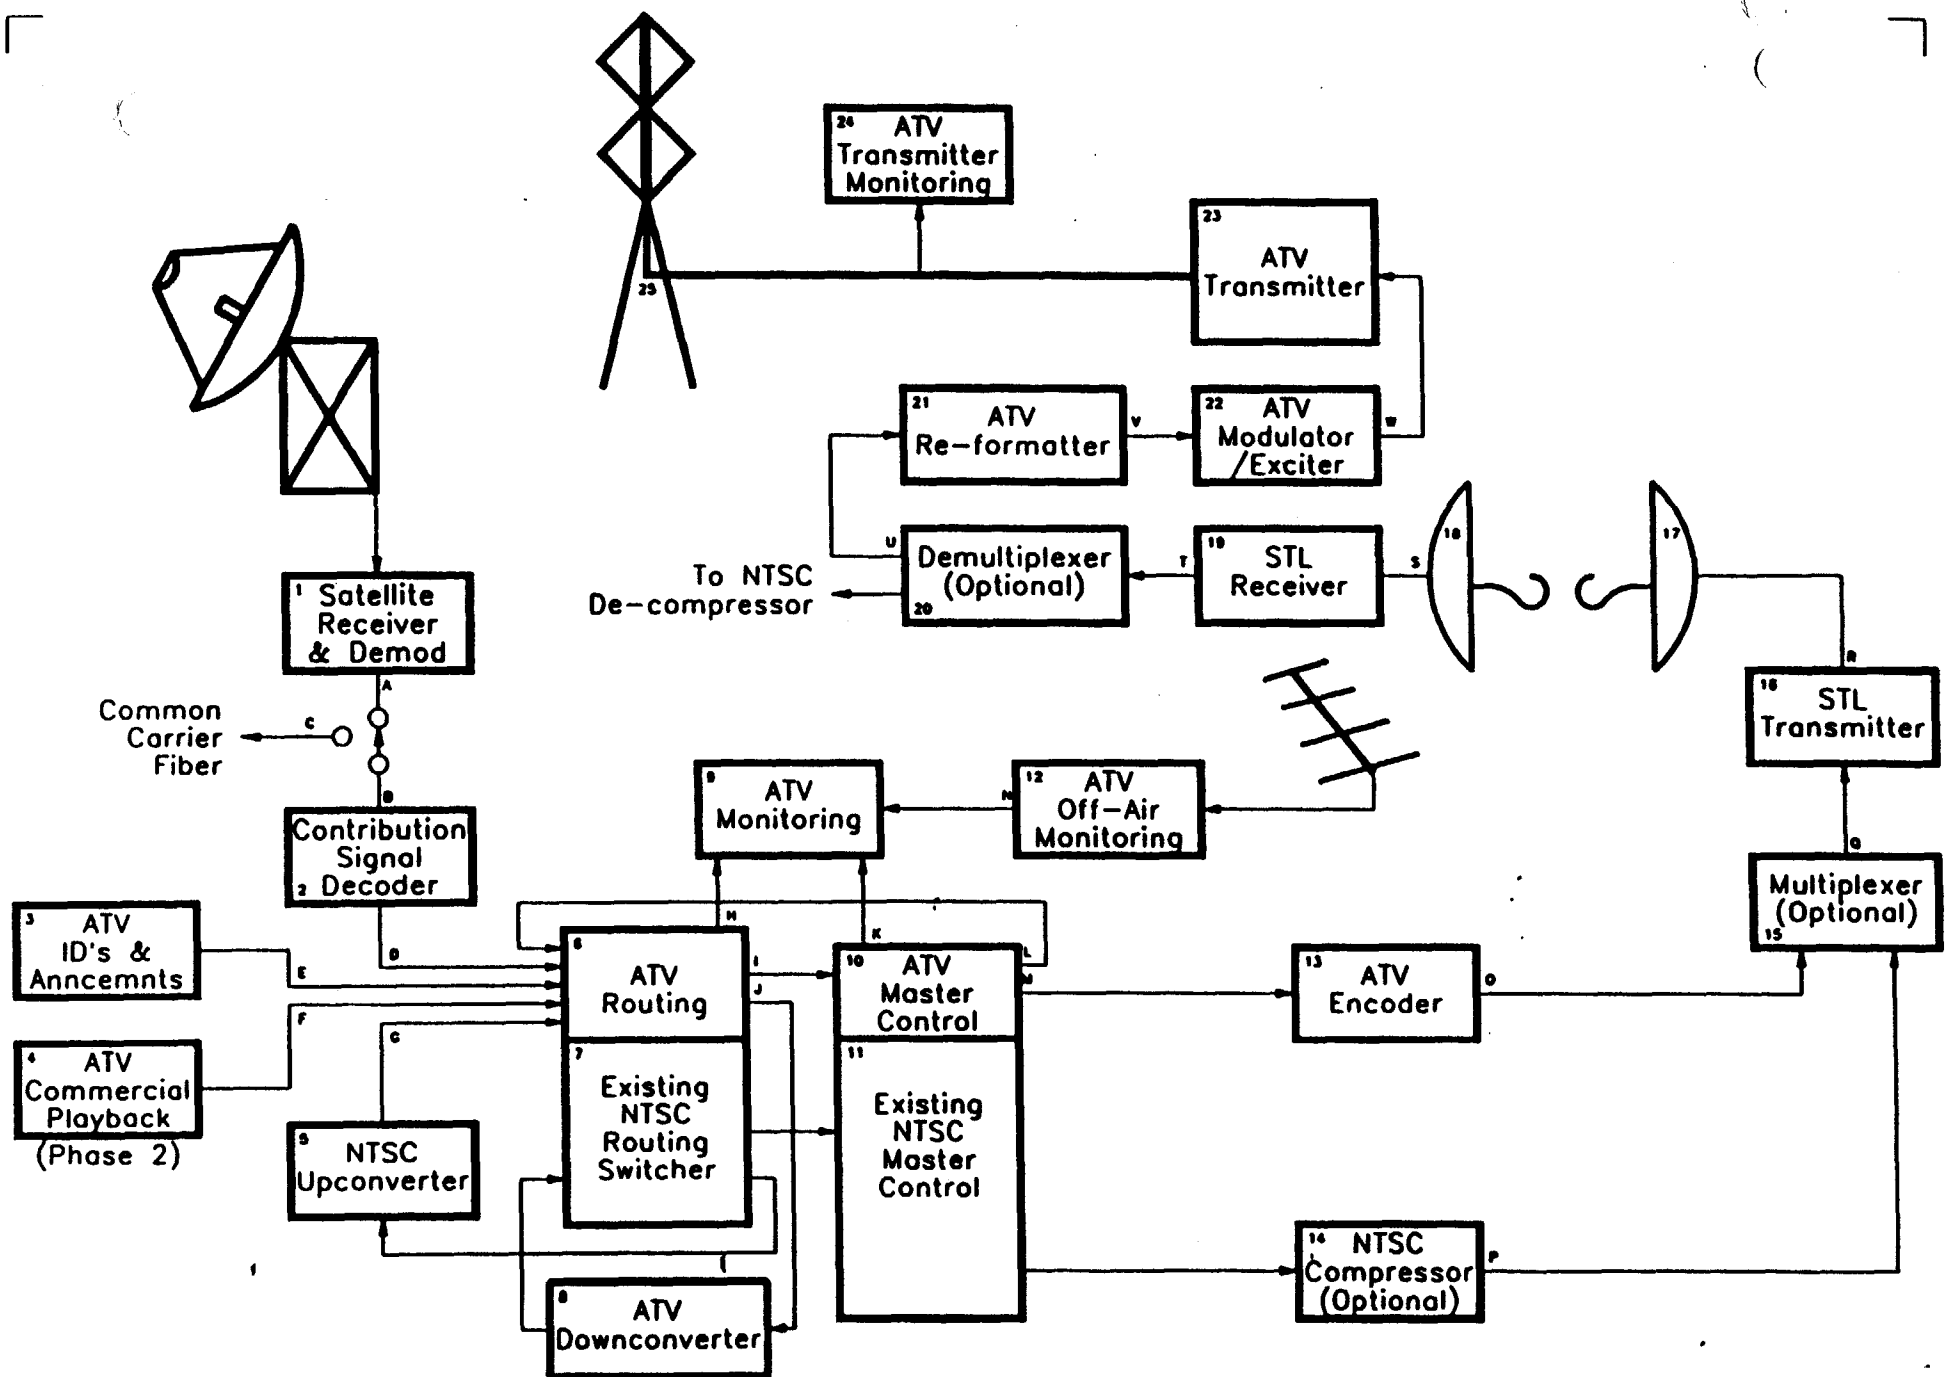 24 ATV
Transmitter
Monitoring
23
ATV
Transmitter
25
21
ATV
Re-formatter
V
22 ATV
Modulator
/Exciter
W
U
Demultiplexer
(Optional)
20
To NTSC
De-compressor
T
19
STL
Receiver
S
18
17
R
16
STL
Transmitter
1 Satellite
Receiver
& Demod
A
Common
Carrier
Fiber
C
B
Contribution
Signal
2 Decoder
D
9
ATV
Monitoring
N
12 ATV
Off-Air
Monitoring
Q
Multiplexer
(Optional)
15
3 ATV
ID's &
Anncemnts
E
F
G
4 ATV
Commercial
Playback
(Phase 2)
5
NTSC
Upconverter
H
6
ATV
Routing
I
J
7
Existing
NTSC
Routing
Switcher
K
L
M
10 ATV
Master
Control
11
Existing
NTSC
Master
Control
13
ATV
Encoder
O
14 NTSC
Compressor
(Optional)
P
8
ATV
Downconverter